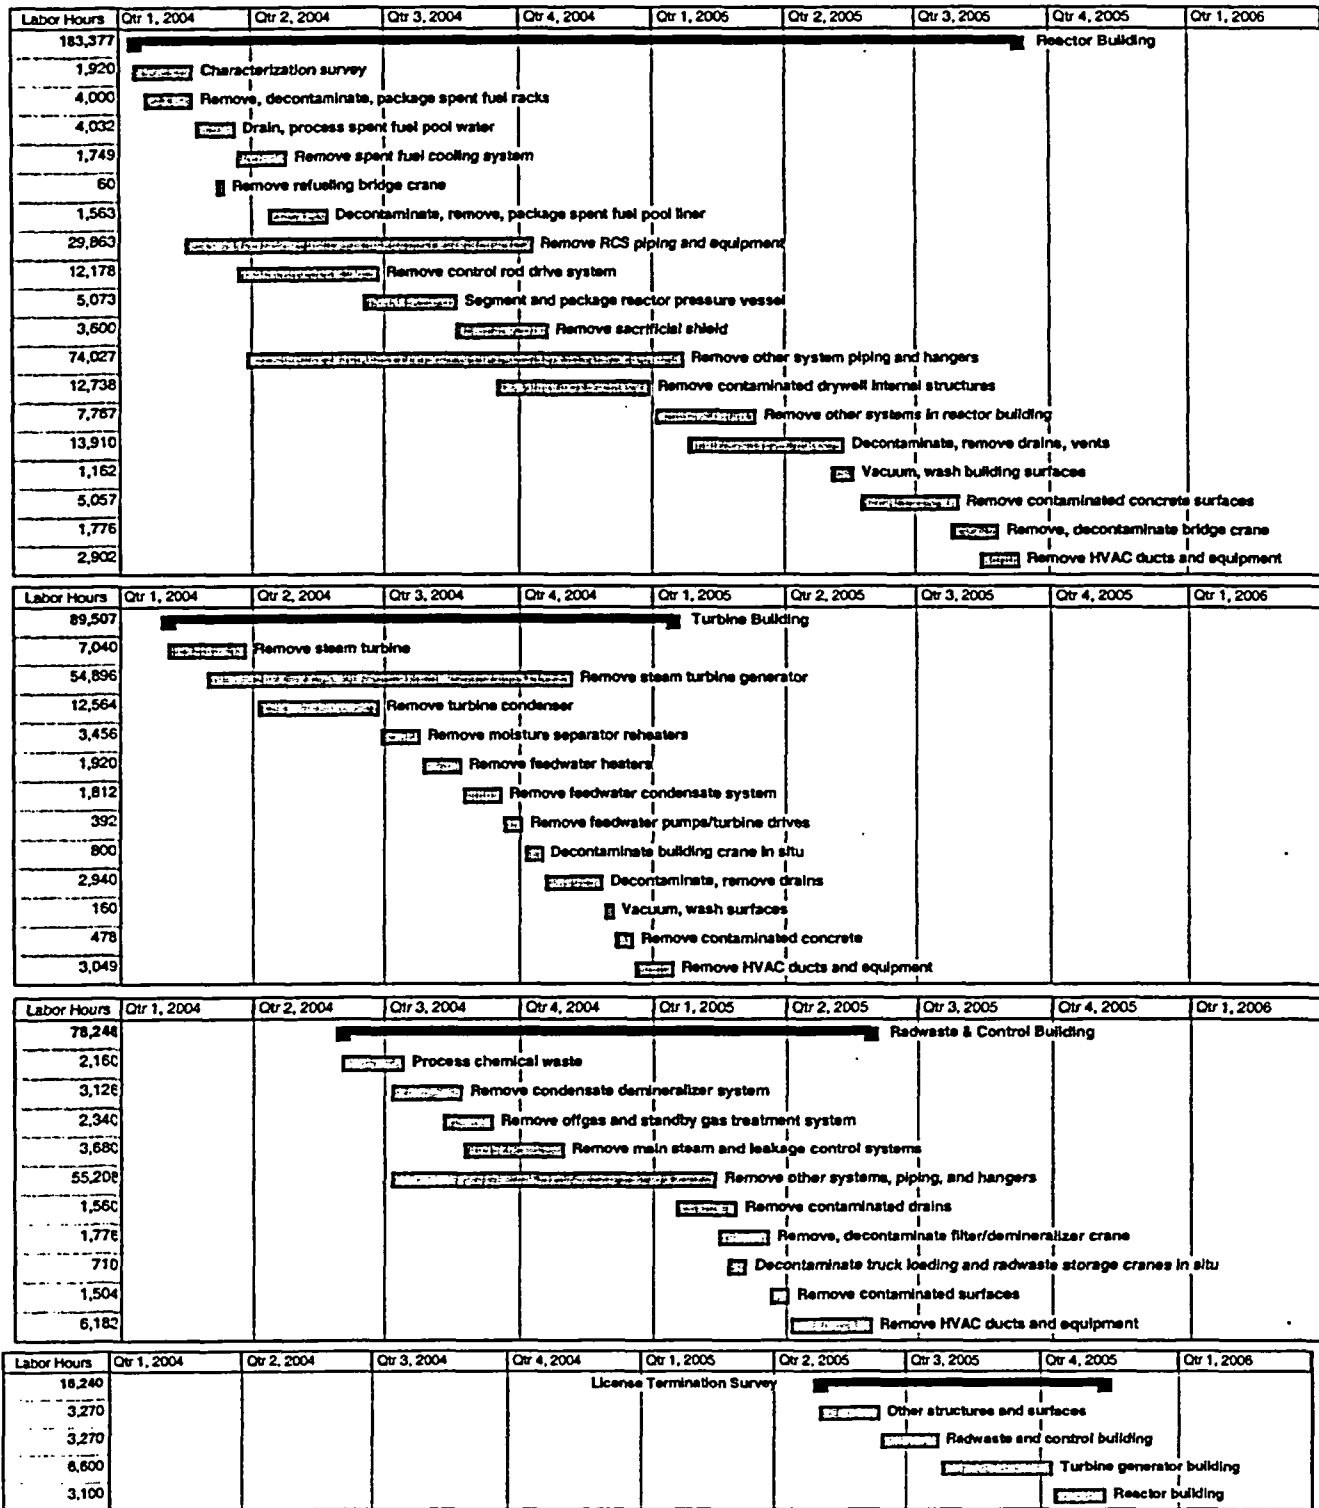 Labor Hours Qtr 1, 2004 Qtr 2, 2004 Qtr 3, 2004 Qtr 4, 2004 Qtr 1, 2005 Qtr 2, 2005 Qtr 3, 2005 Qtr 4, 2005 Qtr 1, 2006
183,377 Reactor Building
1,920 Characterization survey
4,000 Remove, decontaminate, package spent fuel racks
4,032 Drain, process spent fuel pool water
1,749 Remove spent fuel cooling system
60 Remove refueling bridge crane
1,563 Decontaminate, remove, package spent fuel pool liner
29,863 Remove RCS piping and equipment
12,178 Remove control rod drive system
5,073 Segment and package reactor pressure vessel
3,600 Remove sacrificial shield
74,027 Remove other system piping and hangers
12,738 Remove contaminated drywell internal structures
7,767 Remove other systems in reactor building
13,910 Decontaminate, remove drains, vents
1,162 Vacuum, wash building surfaces
5,057 Remove contaminated concrete surfaces
1,776 Remove, decontaminate bridge crane
2,902 Remove HVAC ducts and equipment
Labor Hours Qtr 1, 2004 Qtr 2, 2004 Qtr 3, 2004 Qtr 4, 2004 Qtr 1, 2005 Qtr 2, 2005 Qtr 3, 2005 Qtr 4, 2005 Qtr 1, 2006
89,507 Turbine Building
7,040 Remove steam turbine
54,896 Remove steam turbine generator
12,564 Remove turbine condenser
3,456 Remove moisture separator reheaters
1,920 Remove feedwater heaters
1,812 Remove feedwater condensate system
392 Remove feedwater pumps/turbine drives
800 Decontaminate building crane in situ
2,940 Decontaminate, remove drains
160 Vacuum, wash surfaces
478 Remove contaminated concrete
3,049 Remove HVAC ducts and equipment
Labor Hours Qtr 1, 2004 Qtr 2, 2004 Qtr 3, 2004 Qtr 4, 2004 Qtr 1, 2005 Qtr 2, 2005 Qtr 3, 2005 Qtr 4, 2005 Qtr 1, 2006
Radwaste & Control Building
2,160 Process chemical waste
Remove condensate demineralizer system
2,340 Remove offgas and standby gas treatment system
3,680 Remove main steam and leakage control systems
55,208 Remove other systems, piping, and hangers
1,560 Remove contaminated drains
1,776 Remove, decontaminate filter/demineralizer crane
710 Decontaminate truck loading and radwaste storage cranes in situ
1,504 Remove contaminated surfaces
6,182 Remove HVAC ducts and equipment
Labor Hours Qtr 1, 2004 Qtr 2, 2004 Qtr 3, 2004 Qtr 4, 2004 Qtr 1, 2005 Qtr 2, 2005 Qtr 3, 2005 Qtr 4, 2005 Qtr 1, 2006
License Termination Survey
3,270 Other structures and surfaces
3,270 Radwaste and control building
Turbine generator building
3,100 Reactor building